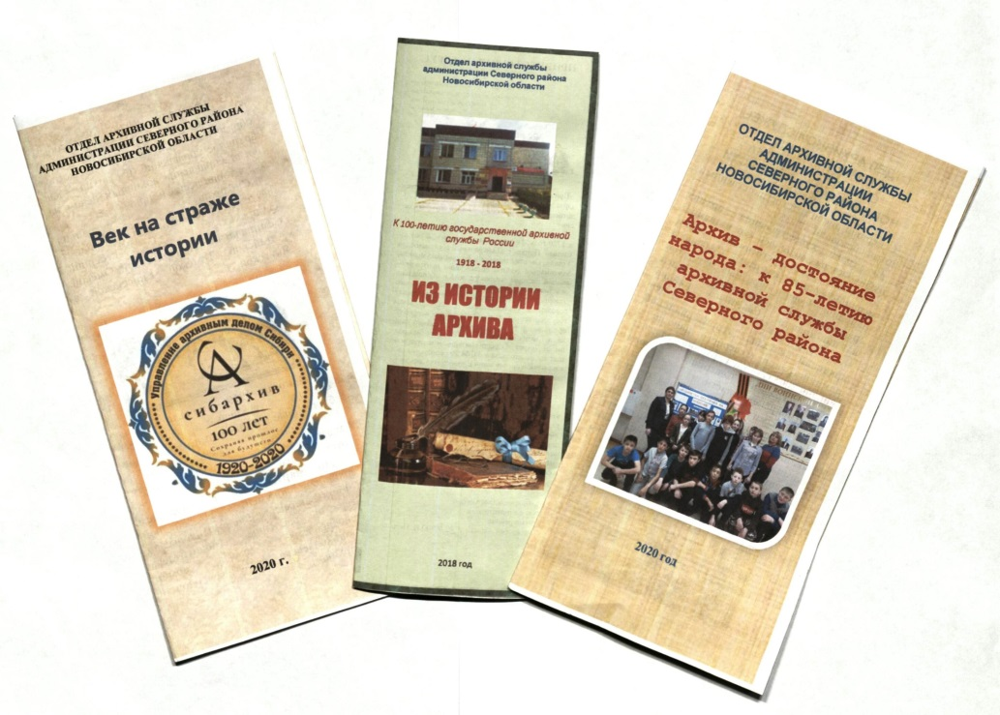 ОТДЕЛ АРХИВНОЙ СЛУЖБЫ
АДМИНИСТРАЦИИ СЕВЕРНОГО РАЙОНА
НОВОСИБИРСКОЙ ОБЛАСТИ
Век на страже
истории
Управление архивным делом Сибири
сибархив
100 ЛЕТ
Сохраняя прошлое
для будущего
1920-2020
2020 г.
Отдел архивной службы
администрации Северного района
Новосибирской области
К 100-летию государственной архивной
службы России
1918 - 2018
ИЗ ИСТОРИИ
АРХИВА
2018 год
ОТДЕЛ АРХИВНОЙ СЛУЖБЫ
АДМИНИСТРАЦИИ
СЕВЕРНОГО РАЙОНА
НОВОСИБИРСКОЙ ОБЛАСТИ
Архив – достояние
народа: к 85-летию
архивной службы
Северного района
2020 год